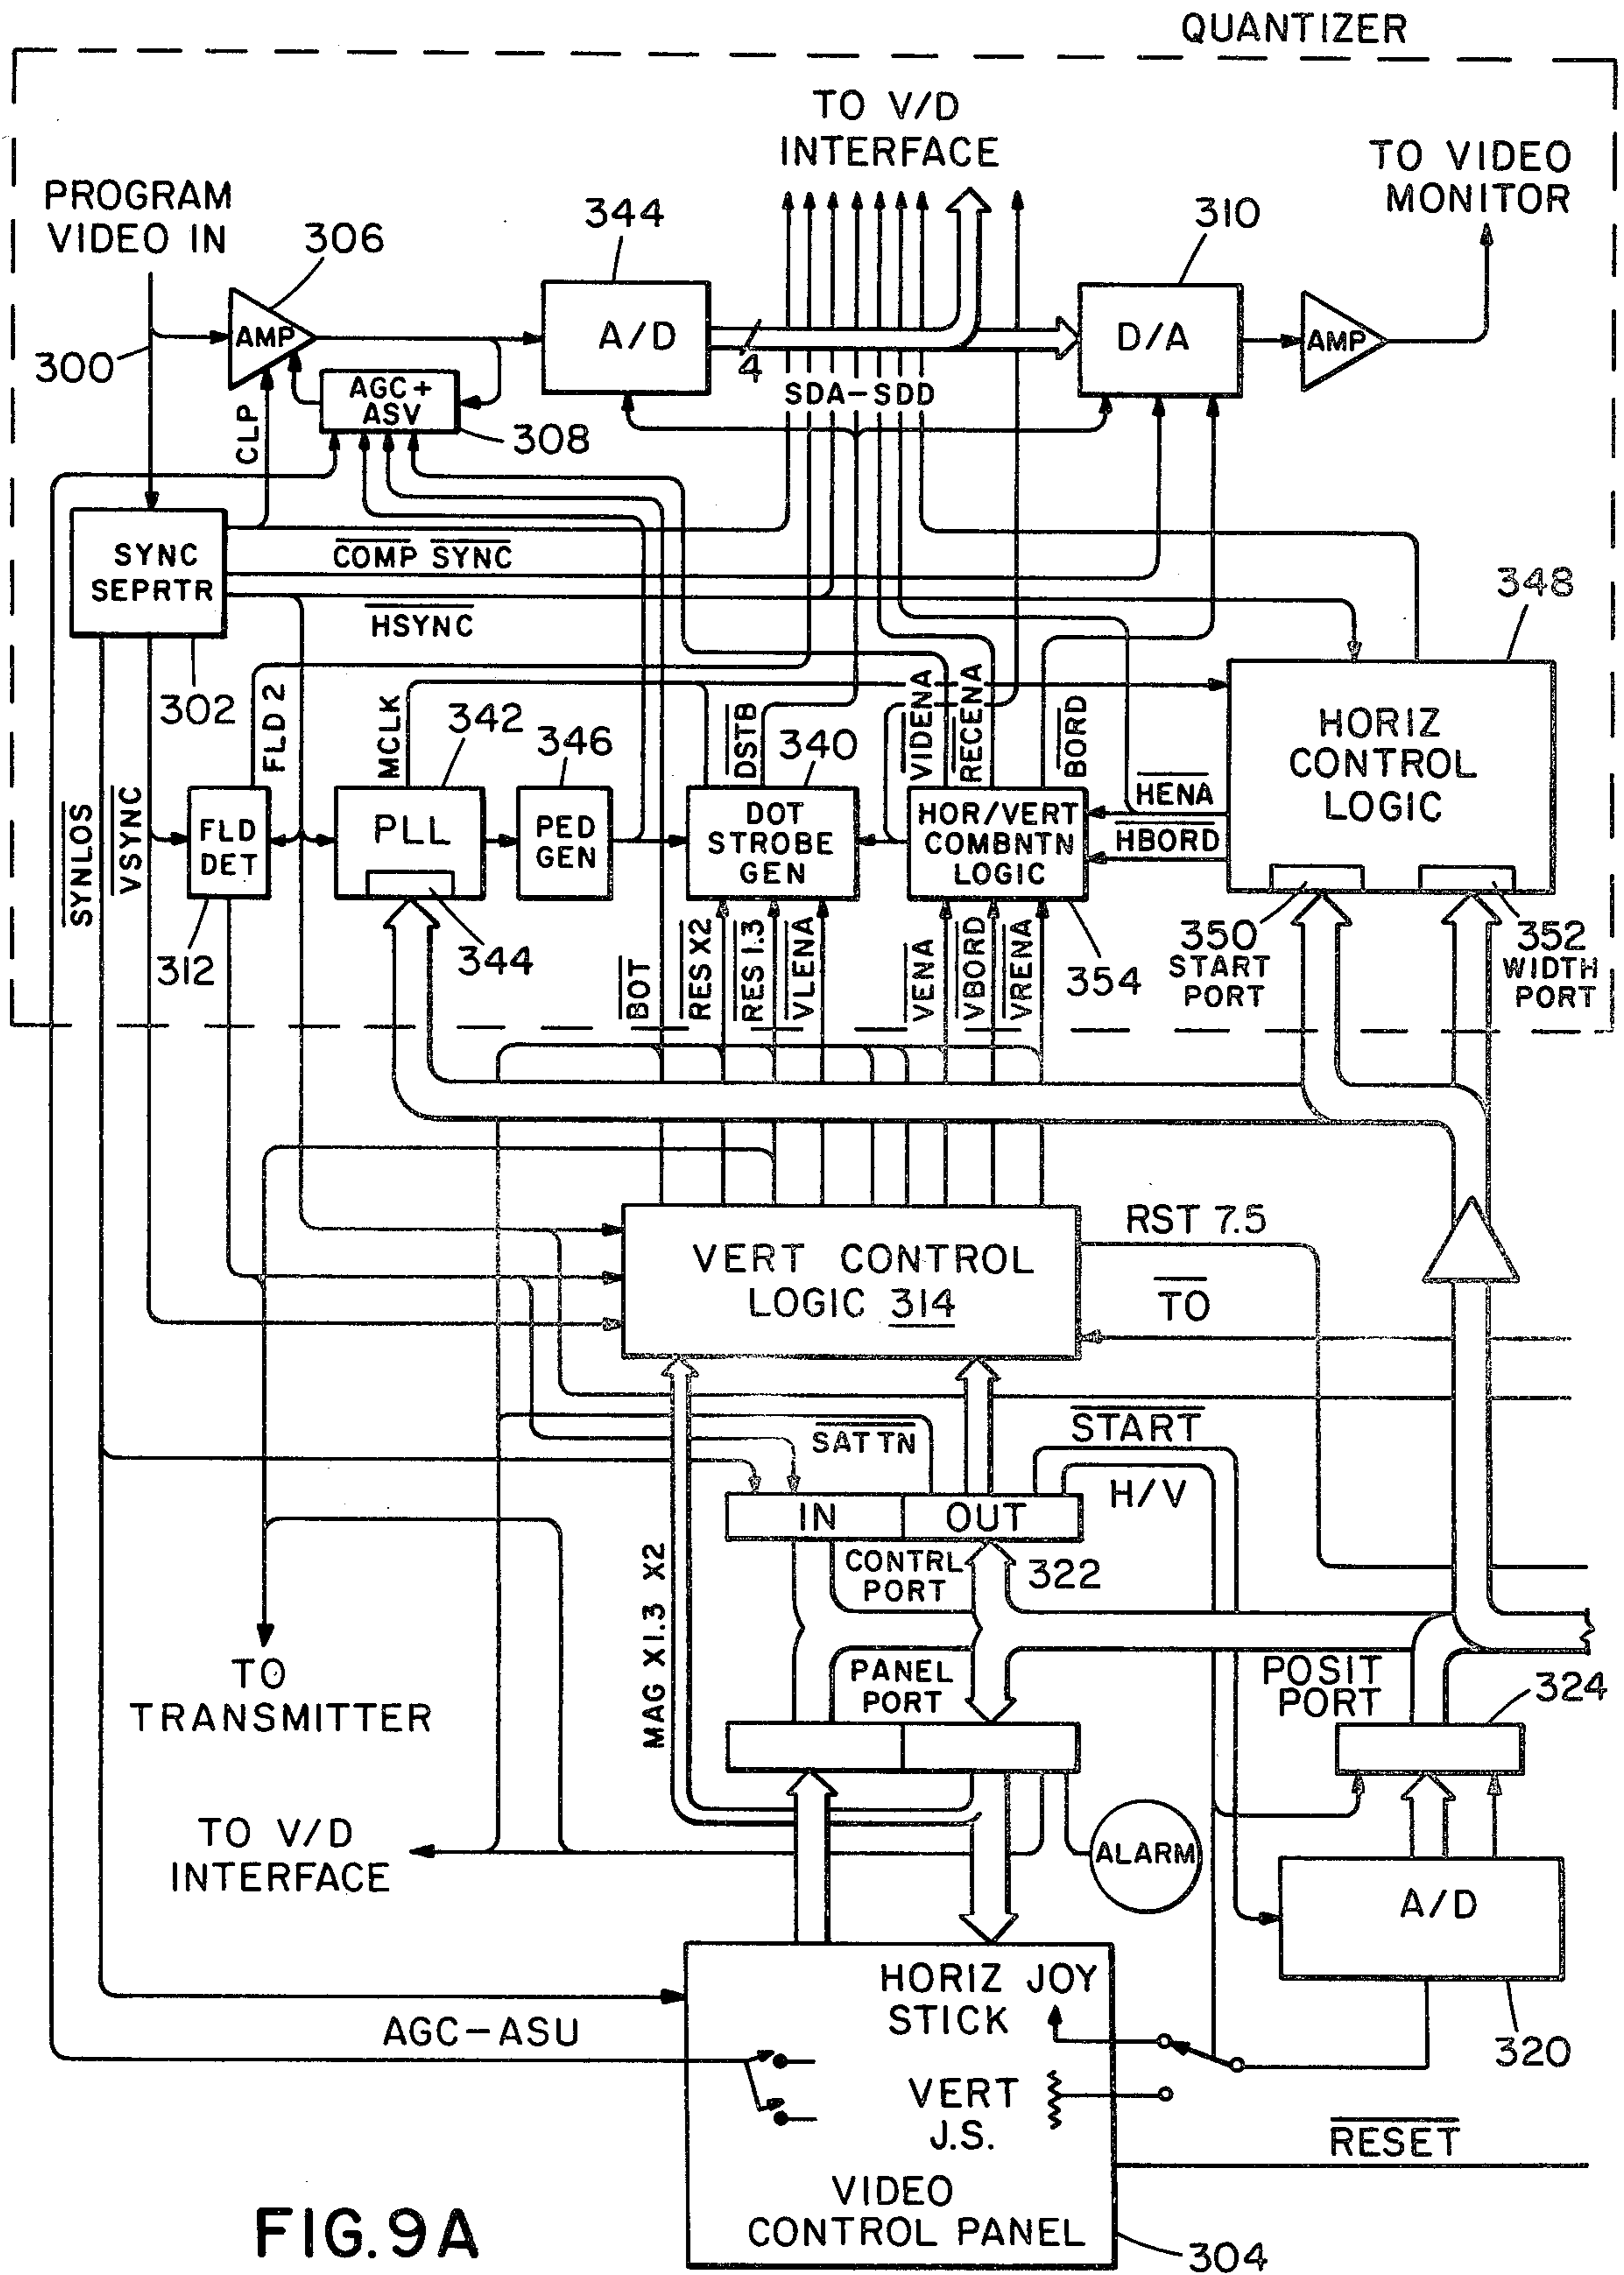 QUANTIZER
TO V/D
INTERFACE
TO VIDEO
MONITOR
PROGRAM
VIDEO IN
306
344
310
AMP
A/D
D/A
AMP
300
4
SDA-SDD
AGC+
ASV
308
CLP
SYNC
SEPRTR
COMP SYNC
HSYNC
348
302
FLD 2
MCLK
342
346
DSTB
340
VIDENA
RECENA
BORD
HORIZ
CONTROL
LOGIC
SYNLOS
VSYNC
FLD
DET
PLL
PED
GEN
DOT
STROBE
GEN
HOR/VERT
COMBNTN
LOGIC
HENA
HBORD
312
344
BOT
RES X2
RES 1.3
VLENA
VENA
VBORD
VRENA
354
350
START
PORT
352
WIDTH
PORT
VERT CONTROL
LOGIC 314
RST 7.5
TO
SATTN
START
H/V
IN
OUT
CONTRL
PORT
322
MAG X1.3 X2
PANEL
PORT
POSIT
PORT
324
TO
TRANSMITTER
TO V/D
INTERFACE
ALARM
A/D
320
HORIZ JOY
STICK
AGC-ASU
VERT
J.S.
RESET
VIDEO
CONTROL PANEL
304
FIG. 9A